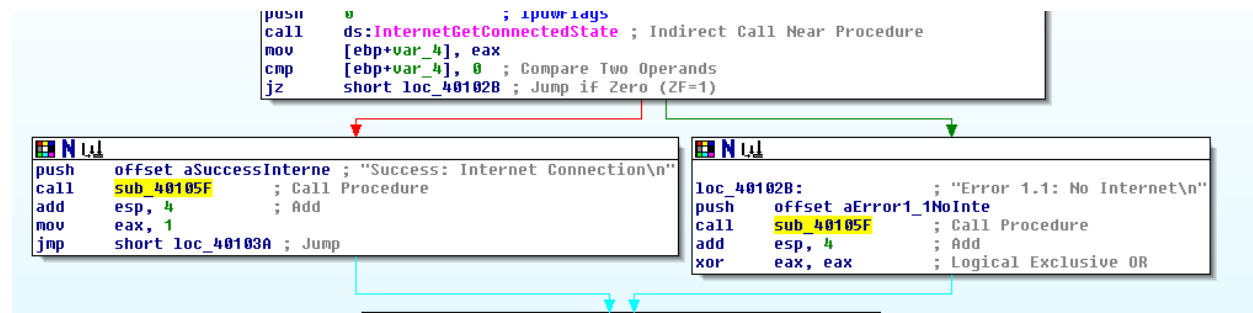 push 0 ; lpdwFlags
call ds:InternetGetConnectedState ; Indirect Call Near Procedure
mov [ebp+var_4], eax
cmp [ebp+var_4], 0 ; Compare Two Operands
jz short loc_40102B ; Jump if Zero (ZF=1)
push offset aSuccessInterne ; "Success: Internet Connection\n"
call sub_40105F ; Call Procedure
add esp, 4 ; Add
mov eax, 1
jmp short loc_40103A ; Jump
loc_40102B: ; "Error 1.1: No Internet\n"
push offset aError1_1NoInte
call sub_40105F ; Call Procedure
add esp, 4 ; Add
xor eax, eax ; Logical Exclusive OR